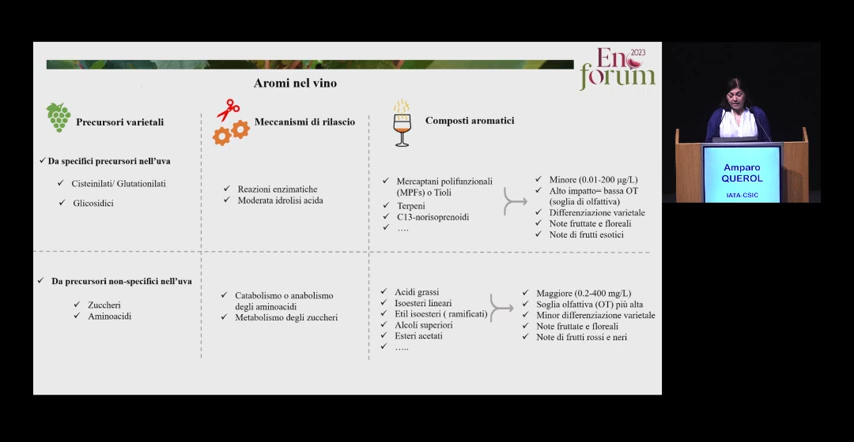 En 2023
forum
Aromi nel vino
Precursori varietali
Meccanismi di rilascio
Composti aromatici
✓ Da specifici precursori nell'uva
✓ Cisteinilati/ Glutationilati
✓ Glicosidici
✓ Reazioni enzimatiche
✓ Moderata idrolisi acida
✓ Mercaptani polifunzionali
(MPFs) o Tioli
✓ Terpeni
✓ C13-norisoprenoidi
✓ ....
✓ Minore (0.01-200 µg/L)
✓ Alto impatto= bassa OT
(soglia di olfattiva)
✓ Differenziazione varietale
✓ Note fruttate e floreali
✓ Note di frutti esotici
✓ Da precursori non-specifici nell'uva
✓ Zuccheri
✓ Aminoacidi
✓ Catabolismo o anabolismo
degli aminoacidi
✓ Metabolismo degli zuccheri
✓ Acidi grassi
✓ Isoesteri lineari
✓ Etil isoesteri ( ramificati)
✓ Alcoli superiori
✓ Esteri acetati
✓ .....
✓ Maggiore (0.2-400 mg/L)
✓ Soglia olfattiva (OT) più alta
✓ Minor differenziazione varietale
✓ Note fruttate e floreali
✓ Note di frutti rossi e neri
Amparo
QUEROL
IATA-CSIC